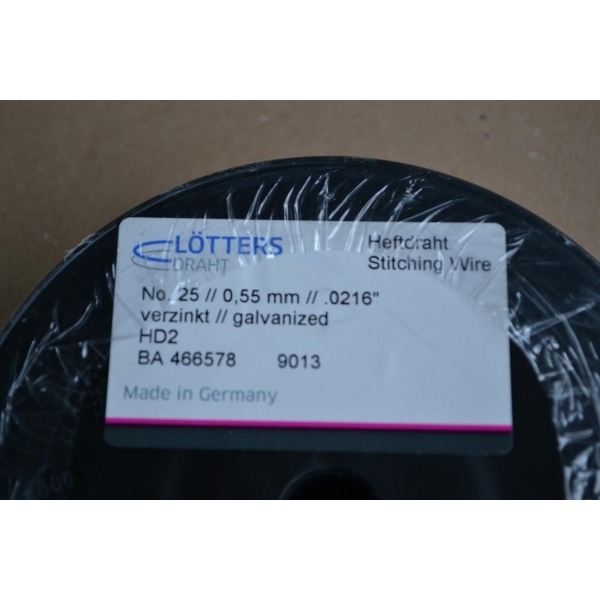 LÖTTERS
DRAHT
Heftdraht
Stitching Wire
No. 25 // 0,55 mm // .0216"
verzinkt // galvanized
HD2
BA 466578 9013
Made in Germany